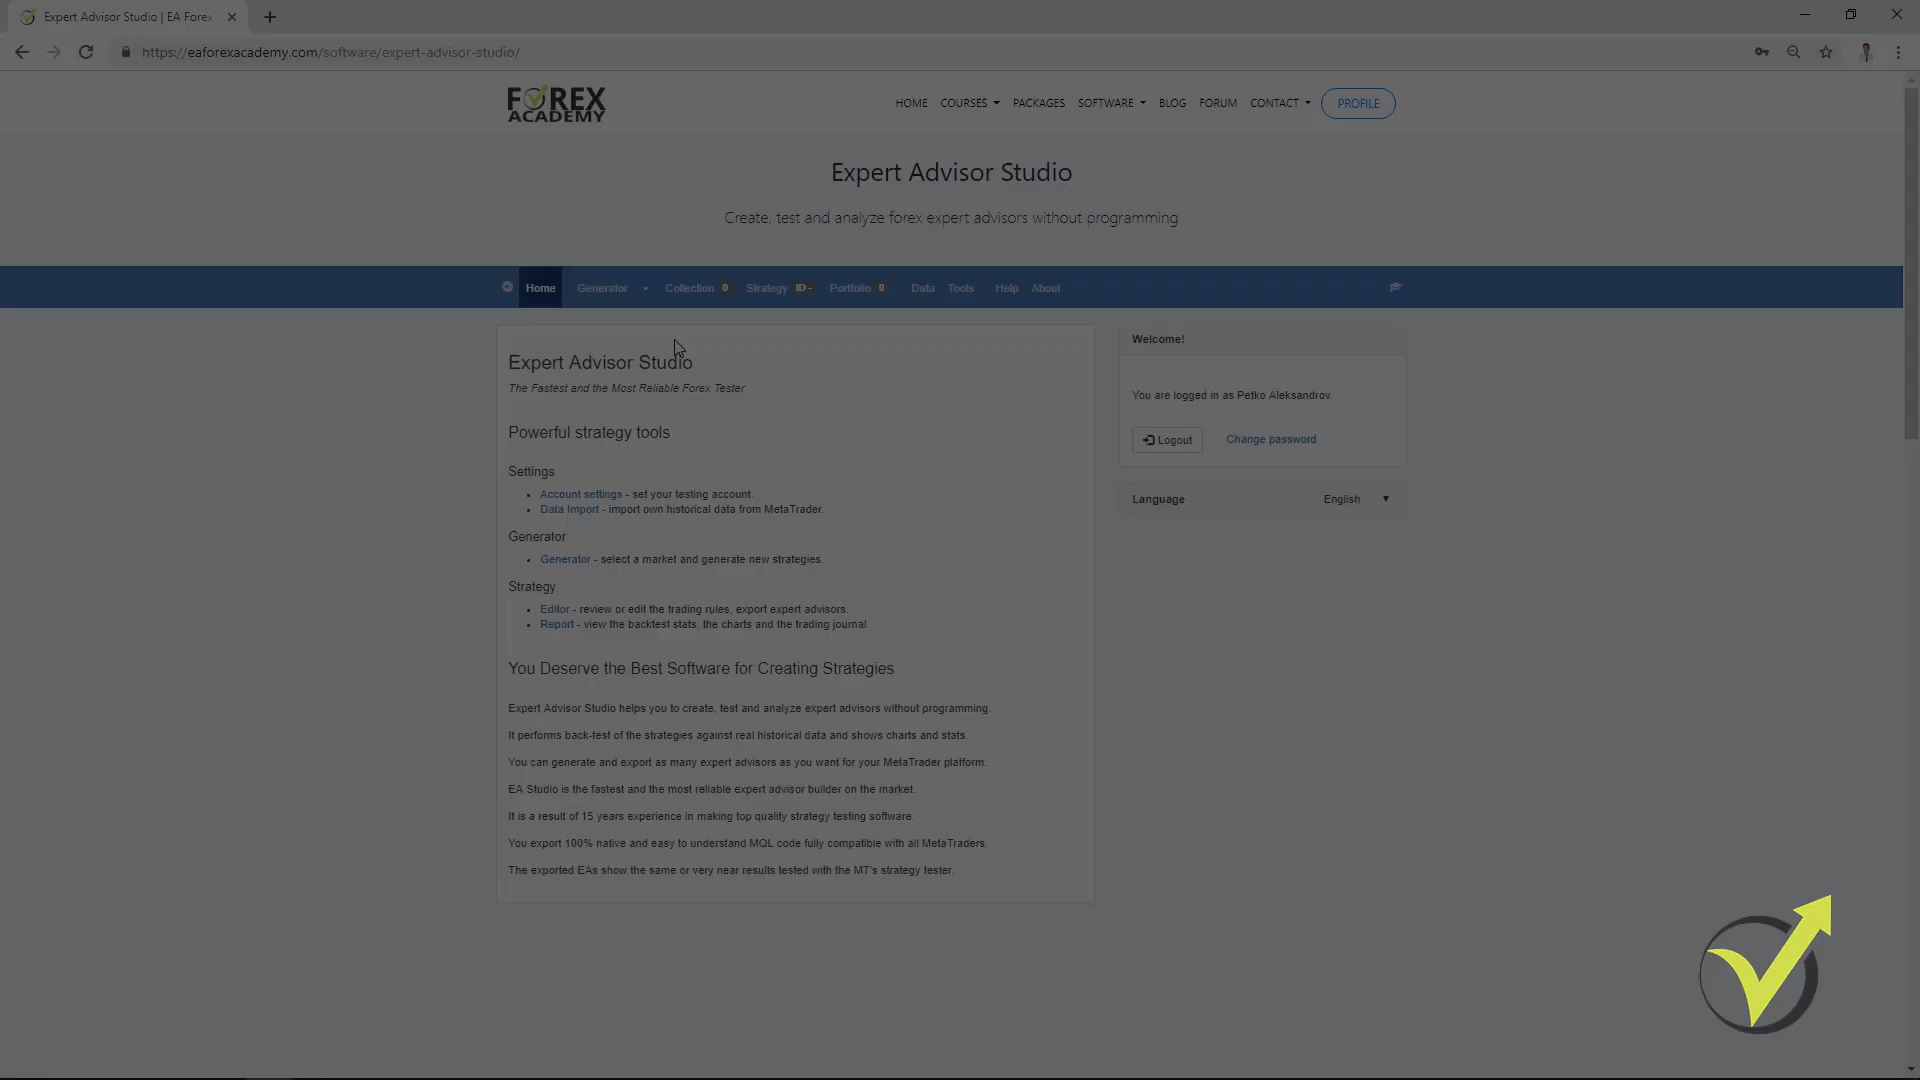 Expert Advisor Studio | EA Forex
https://eaforexacademy.com/software/expert-advisor-studio/
FOREX
ACADEMY
HOME COURSES PACKAGES SOFTWARE BLOG FORUM CONTACT PROFILE
Expert Advisor Studio
Create, test and analyze forex expert advisors without programming
Home Generator Collection 0 Strategy ID - Portfolio 0 Data Tools Help About
Expert Advisor Studio
The Fastest and the Most Reliable Forex Tester
Powerful strategy tools
Settings
Account settings - set your testing account.
Data Import - import own historical data from MetaTrader.
Generator
Generator - select a market and generate new strategies.
Strategy
Editor - review or edit the trading rules, export expert advisors.
Report - view the backtest stats, the charts and the trading journal.
You Deserve the Best Software for Creating Strategies
Expert Advisor Studio helps you to create, test and analyze expert advisors without programming.
It performs back-test of the strategies against real historical data and shows charts and stats.
You can generate and export as many expert advisors as you want for your MetaTrader platform.
EA Studio is the fastest and the most reliable expert advisor builder on the market.
It is a result of 15 years experience in making top quality strategy testing software.
You export 100% native and easy to understand MQL code fully compatible with all MetaTraders.
The exported EAs show the same or very near results tested with the MT's strategy tester.
Welcome!
You are logged in as Petko Aleksandrov.
Logout Change password
Language English